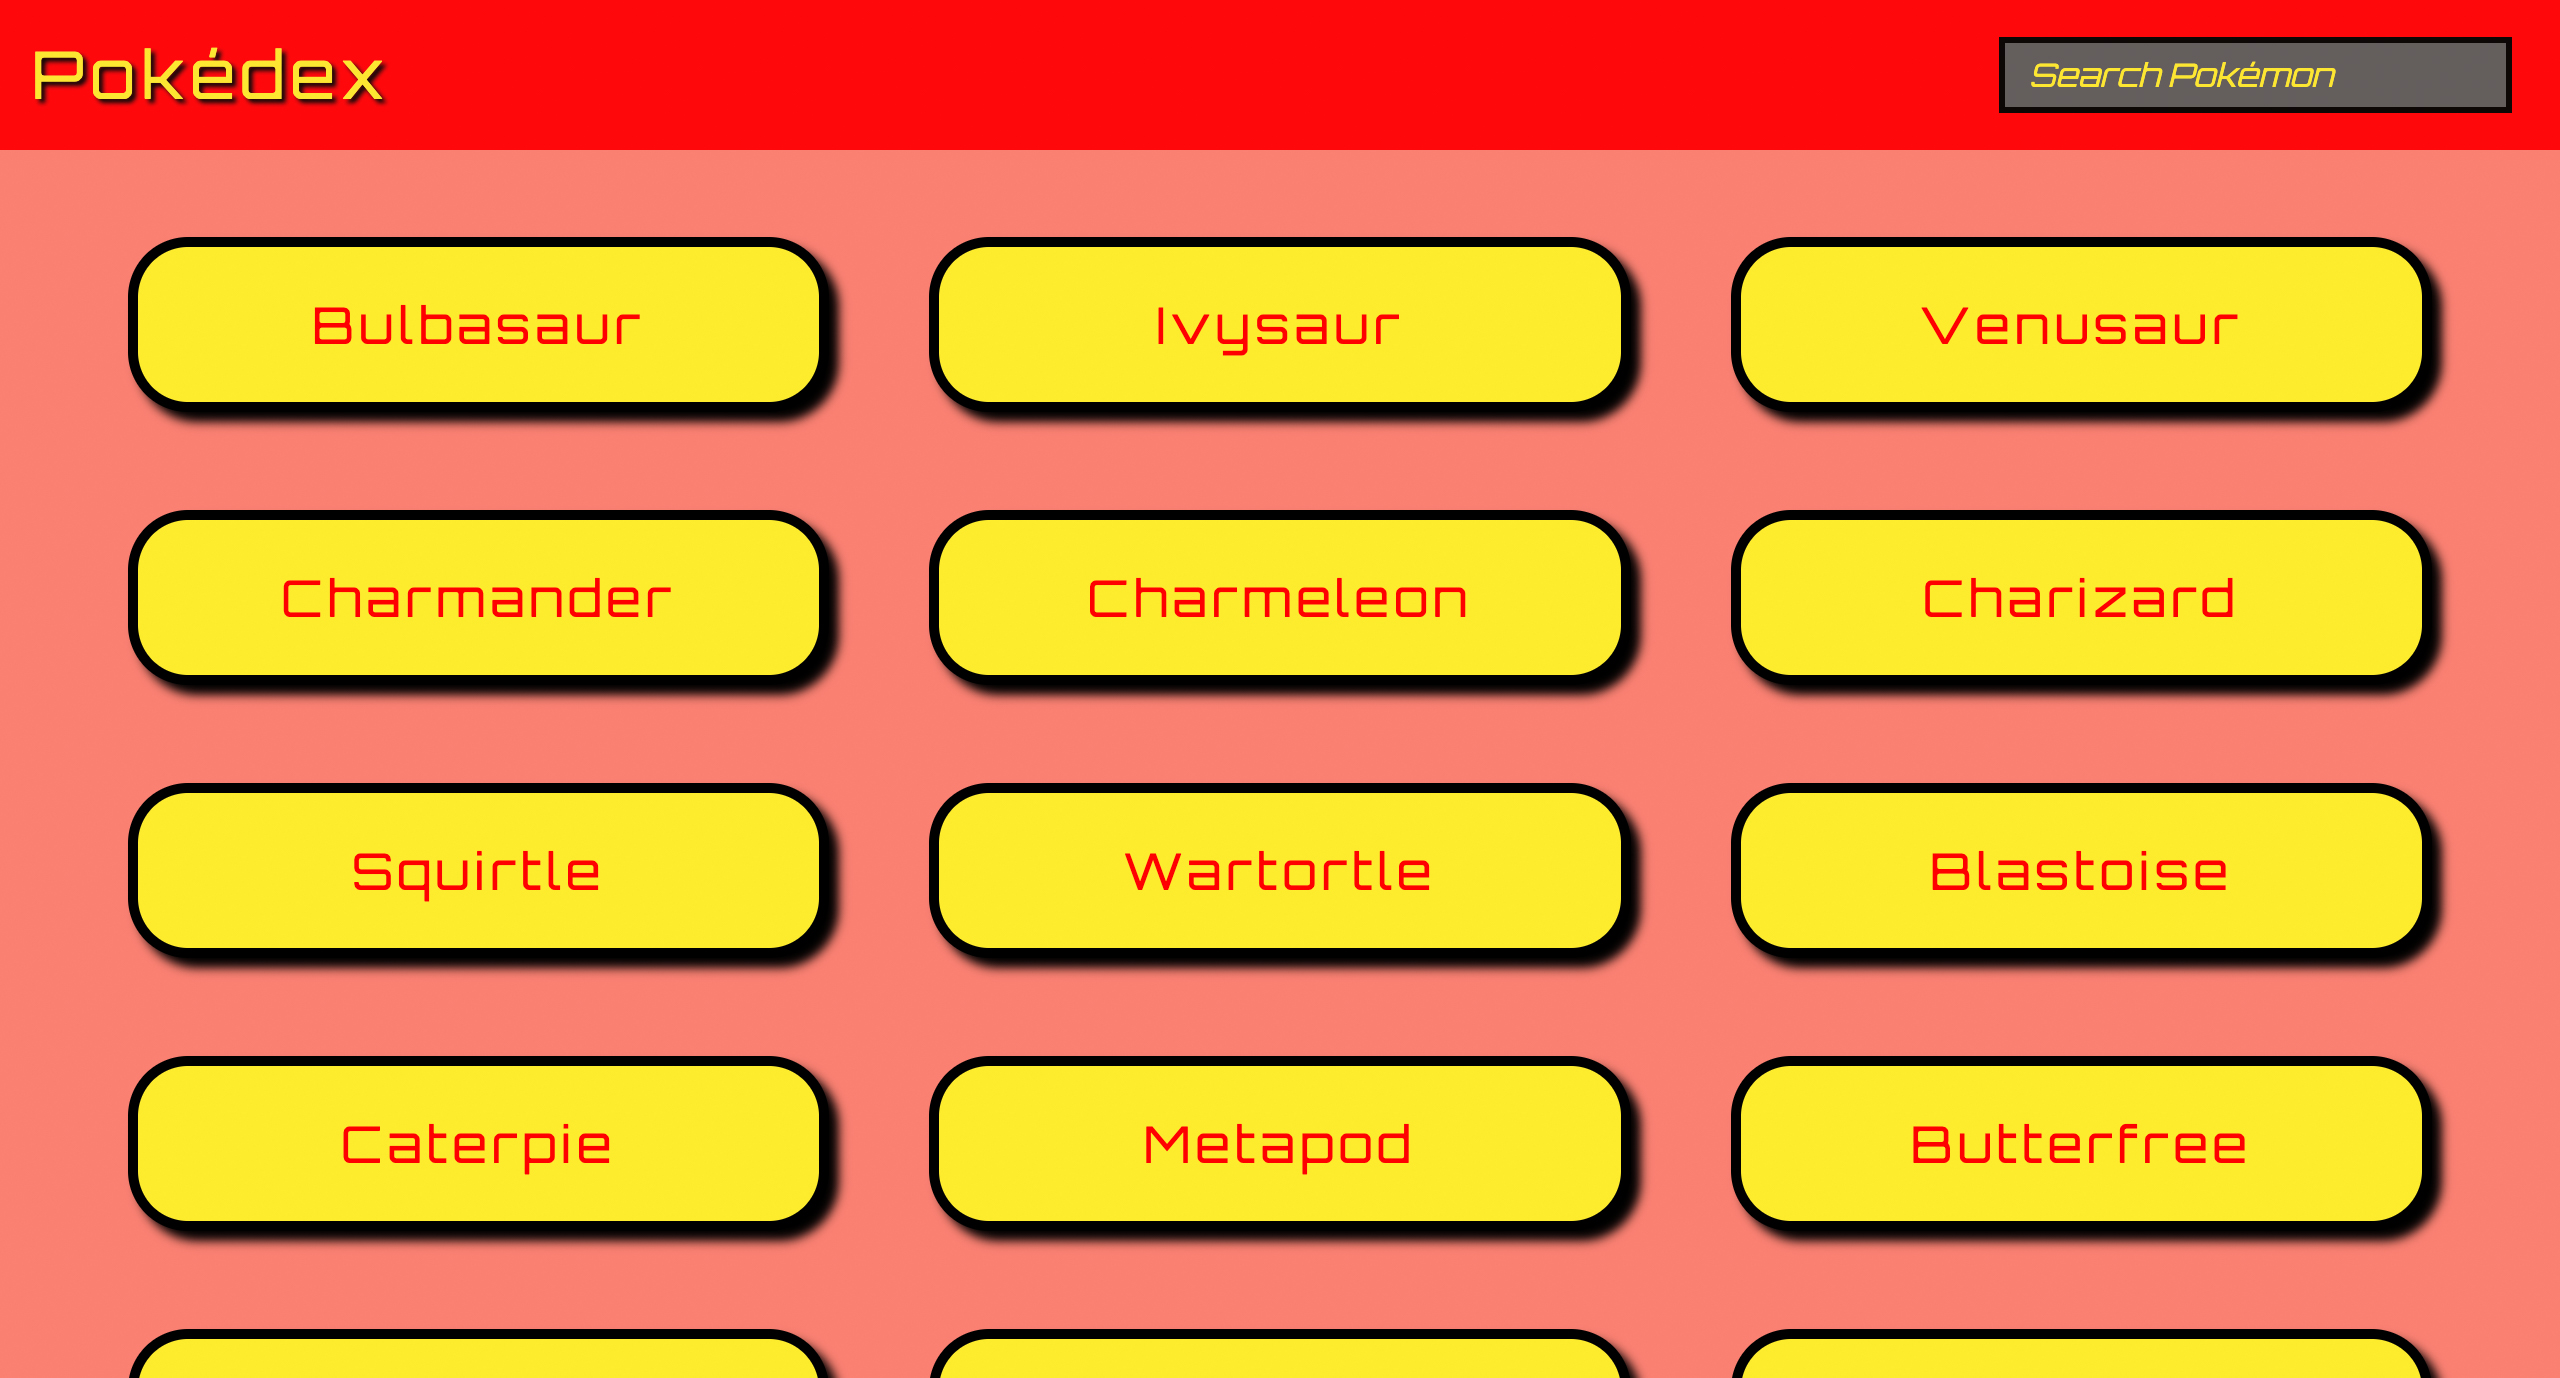 Pokédex
Search Pokémon
Bulbasaur
Ivysaur
Venusaur
Charmander
Charmeleon
Charizard
Squirtle
Wartortle
Blastoise
Caterpie
Metapod
Butterfree